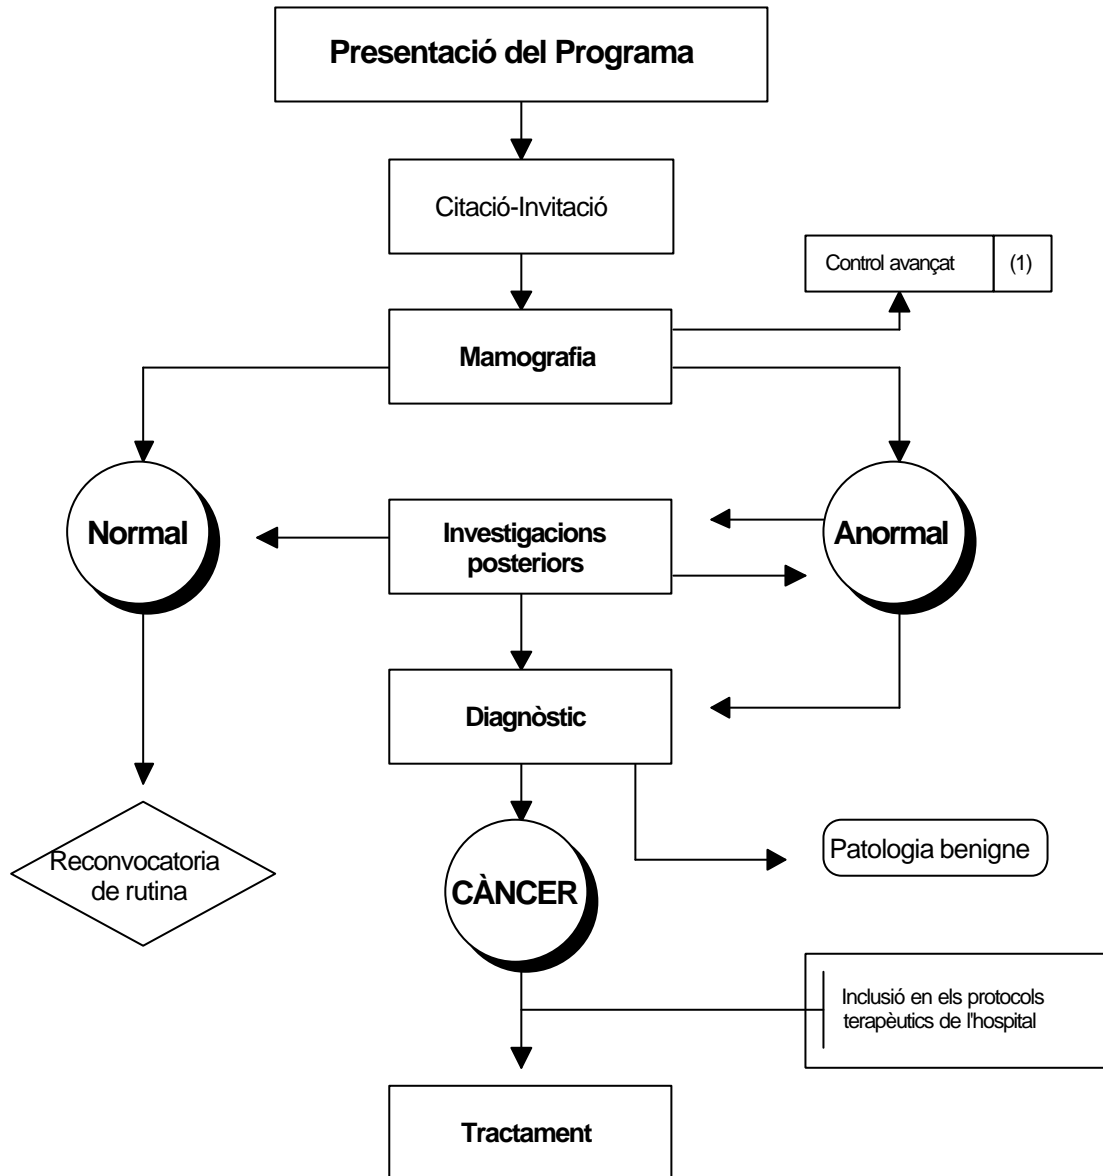 Presentació del Programa
Citació-Invitació
Control avançat (1)
Mamografia
Normal
Investigacions
posteriors
Anormal
Diagnòstic
Reconvocatoria
de rutina
CÀNCER
Patologia benigne
Inclusió en els protocols
terapèutics de l'hospital
Tractament